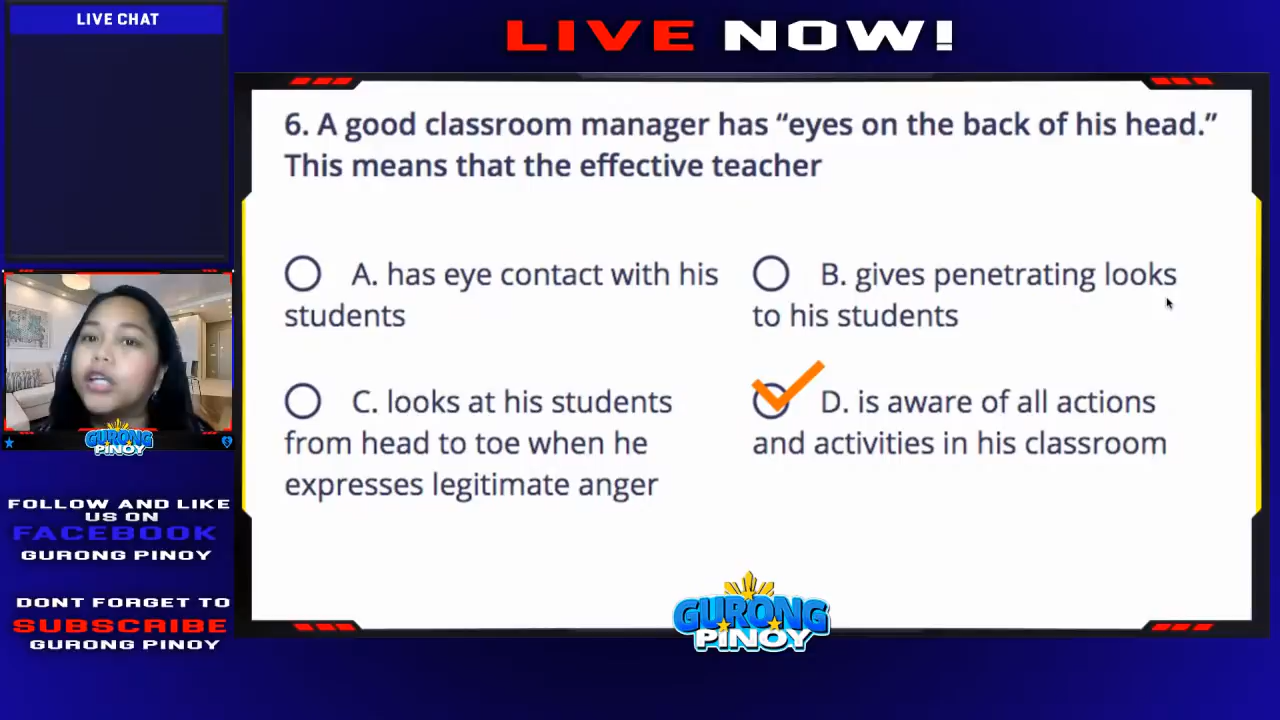 LIVE CHAT
LIVE NOW!
6. A good classroom manager has “eyes on the back of his head.”
This means that the effective teacher
A. has eye contact with his
students
B. gives penetrating looks
to his students
C. looks at his students
from head to toe when he
expresses legitimate anger
D. is aware of all actions
and activities in his classroom
GURONG
PINOY
FOLLOW AND LIKE
US ON
FACEBOOK
GURONG PINOY
DONT FORGET TO
SUBSCRIBE
GURONG PINOY
GURONG
PINOY